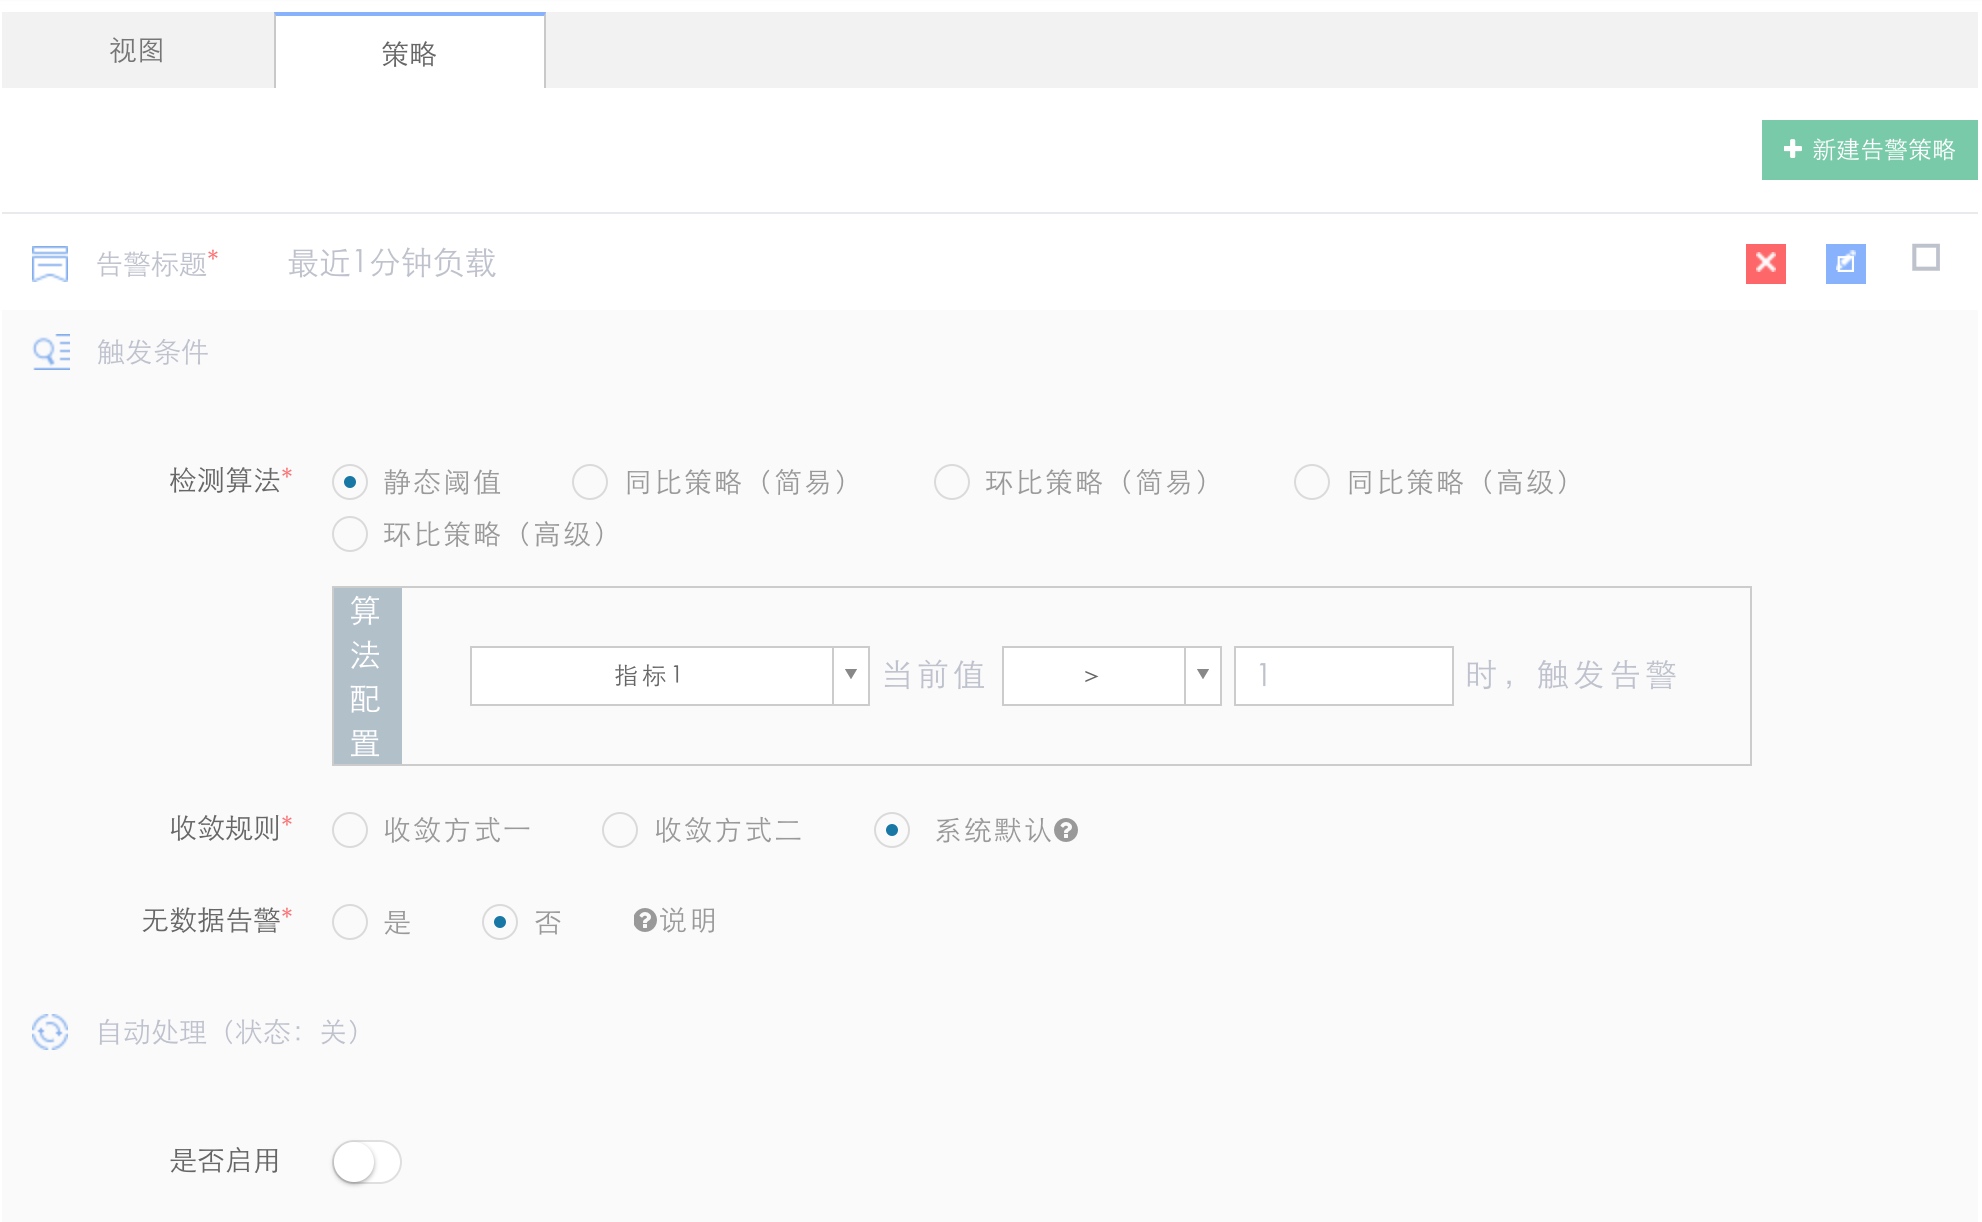 视图 策略
新建告警策略
告警标题* 最近1分钟负载
触发条件
检测算法* 静态阈值 同比策略（简易） 环比策略（简易） 同比策略（高级）
环比策略（高级）
算法配置
指标1 当前值 > 1 时，触发告警
收敛规则* 收敛方式一 收敛方式二 系统默认?
无数据告警* 是 否 ?说明
自动处理（状态：关）
是否启用